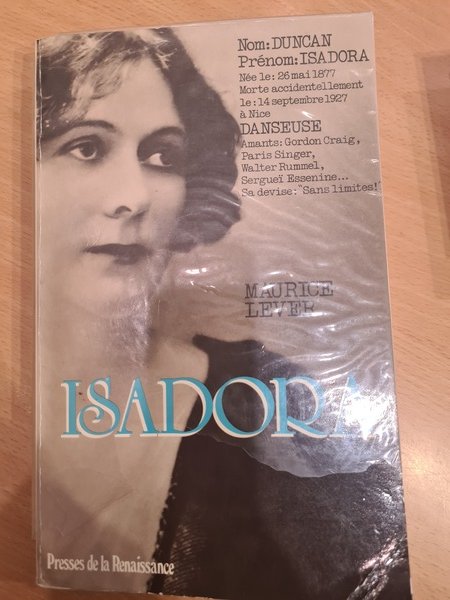 Nom: DUNCAN
Prénom: ISADORA
Née le: 26 mai 1877
Morte accidentellement
le: 14 septembre 1927
à Nice
DANSEUSE
Amants: Gordon Craig,
Paris Singer,
Walter Rummel,
Sergueï Essenine...
Sa devise: "Sans limites!"
MAURICE
LEVER
ISADORA
Presses de la Renaissance